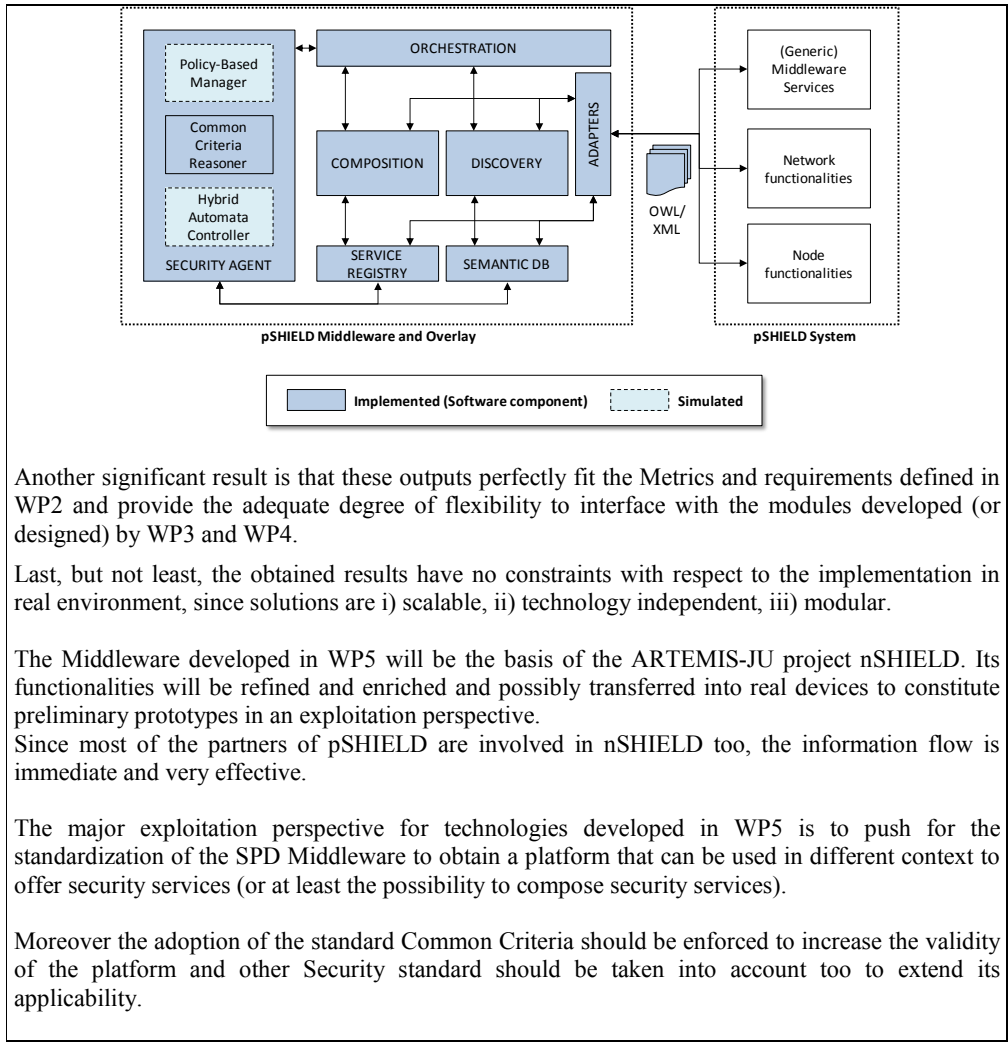 ORCHESTRATION
Policy-Based
Manager
Common
Criteria
Reasoner
Hybrid
Automata
Controller
SECURITY AGENT
COMPOSITION
DISCOVERY
ADAPTERS
SERVICE
REGISTRY
SEMANTIC DB
OWL/
XML
(Generic)
Middleware
Services
Network
functionalities
Node
functionalities
pSHIELD Middleware and Overlay
pSHIELD System
Implemented (Software component)
Simulated
Another significant result is that these outputs perfectly fit the Metrics and requirements defined in
WP2 and provide the adequate degree of flexibility to interface with the modules developed (or
designed) by WP3 and WP4.
Last, but not least, the obtained results have no constraints with respect to the implementation in
real environment, since solutions are i) scalable, ii) technology independent, iii) modular.
The Middleware developed in WP5 will be the basis of the ARTEMIS-JU project nSHIELD. Its
functionalities will be refined and enriched and possibly transferred into real devices to constitute
preliminary prototypes in an exploitation perspective.
Since most of the partners of pSHIELD are involved in nSHIELD too, the information flow is
immediate and very effective.
The major exploitation perspective for technologies developed in WP5 is to push for the
standardization of the SPD Middleware to obtain a platform that can be used in different context to
offer security services (or at least the possibility to compose security services).
Moreover the adoption of the standard Common Criteria should be enforced to increase the validity
of the platform and other Security standard should be taken into account too to extend its
applicability.